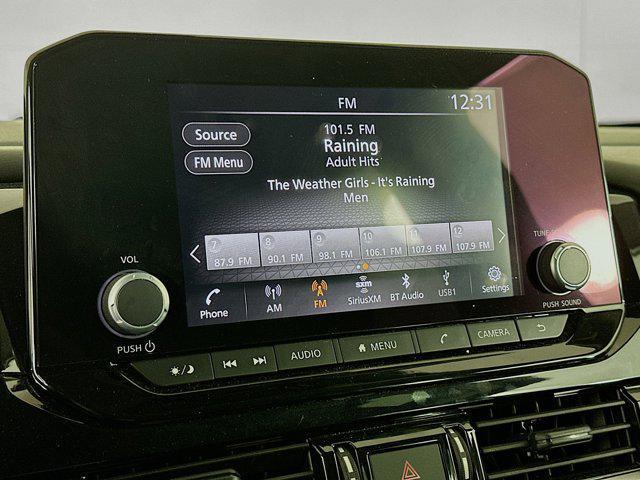 FM 12:31
Source
FM Menu
101.5 FM
Raining
Adult Hits
The Weather Girls - It's Raining
Men
7 8 9 10 11 12
87.9 FM 90.1 FM 98.1 FM 106.1 FM 107.9 FM 107.9 FM
Phone AM FM SiriusXM BT Audio USB1 Settings
sxm
VOL
PUSH
TUNE
PUSH SOUND
AUDIO MENU CAMERA